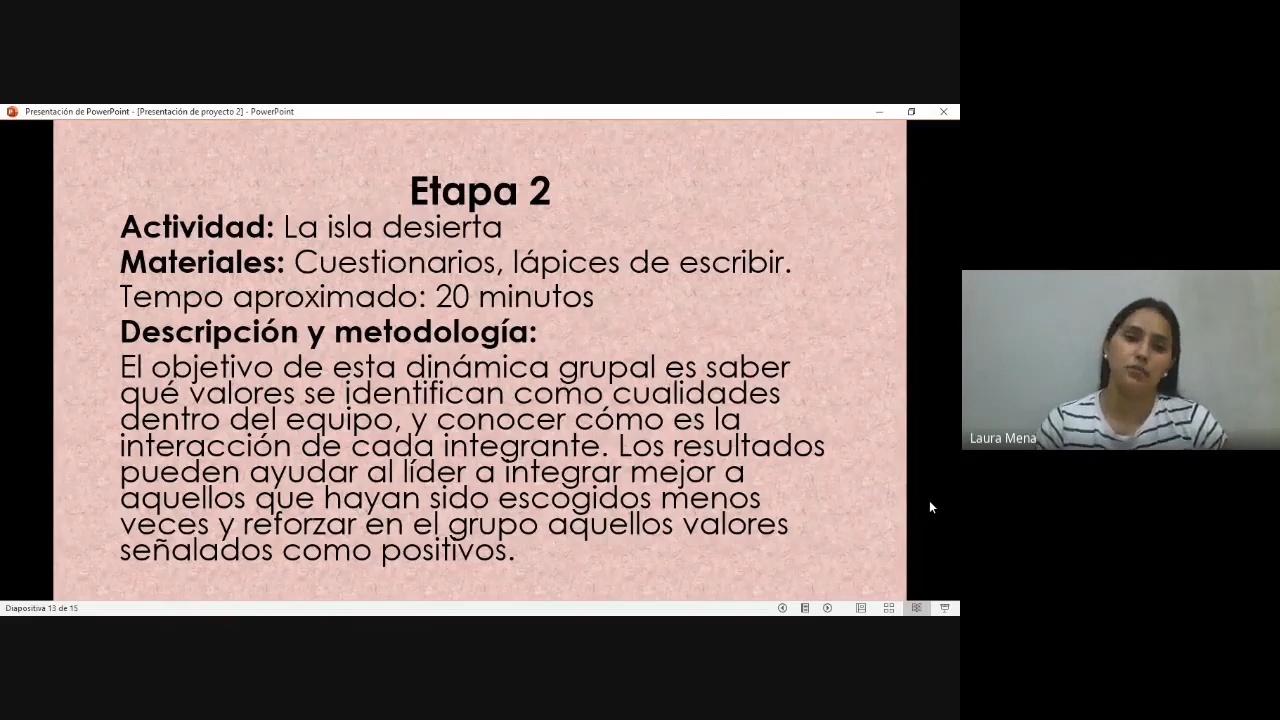 Presentación de PowerPoint - [Presentación de proyecto 2] - PowerPoint
Etapa 2
Actividad: La isla desierta
Materiales: Cuestionarios, lápices de escribir.
Tempo aproximado: 20 minutos
Descripción y metodología:
El objetivo de esta dinámica grupal es saber
qué valores se identifican como cualidades
dentro del equipo, y conocer cómo es la
interacción de cada integrante. Los resultados
pueden ayudar al líder a integrar mejor a
aquellos que hayan sido escogidos menos
veces y reforzar en el grupo aquellos valores
señalados como positivos.
Laura Mena
Diapositiva 13 de 15